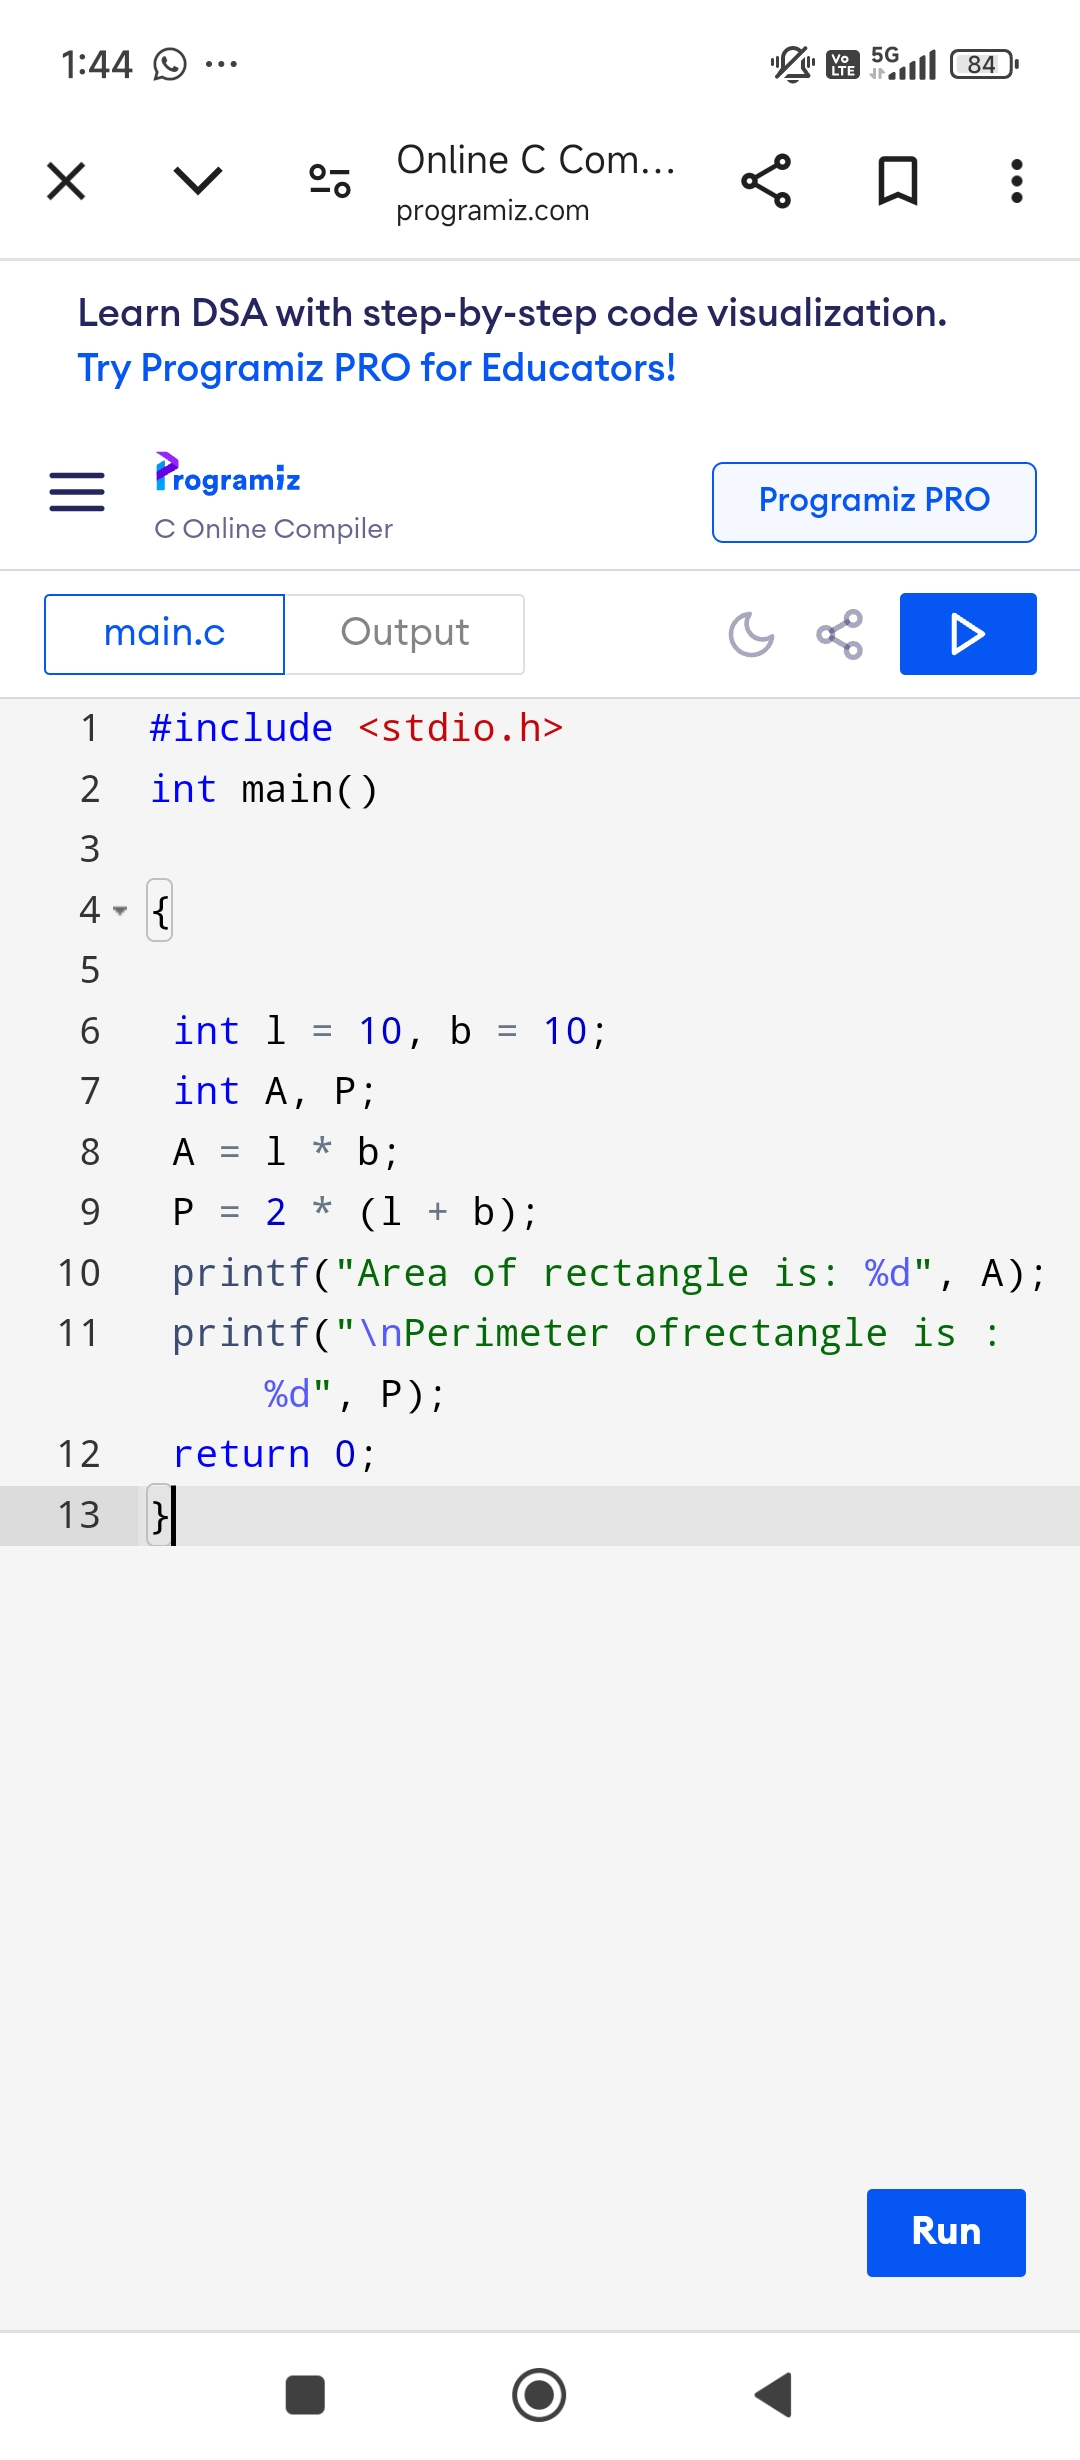 1:44 ... Vo LTE 5G 84
Online C Com...
programiz.com
Learn DSA with step-by-step code visualization.
Try Programiz PRO for Educators!
Programiz
C Online Compiler
Programiz PRO
main.c Output
1 #include <stdio.h>
2 int main()
3
4 {
5
6 int l = 10, b = 10;
7 int A, P;
8 A = l * b;
9 P = 2 * (l + b);
10 printf("Area of rectangle is: %d", A);
11 printf("\nPerimeter ofrectangle is :
%d", P);
12 return 0;
13 }
Run